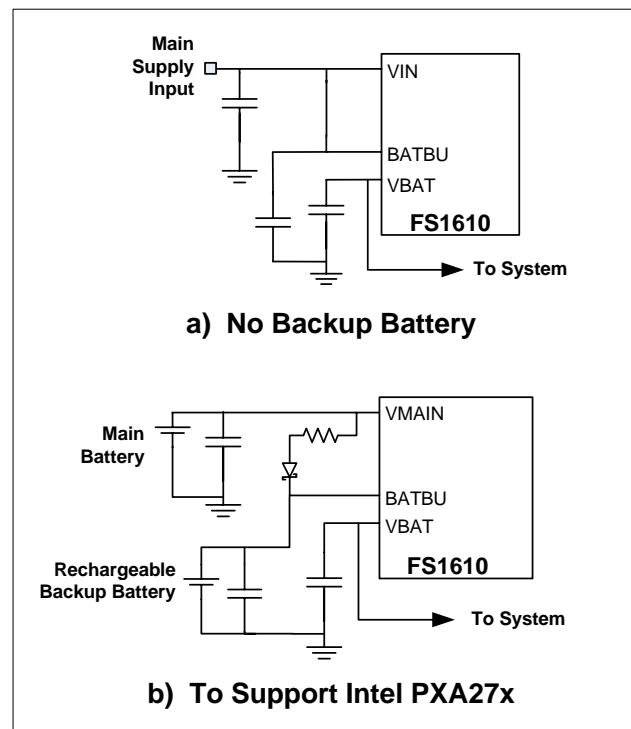 Main
Supply
Input
VIN
BATBU
VBAT
FS1610
To System
a) No Backup Battery
VMAIN
Main
Battery
BATBU
VBAT
FS1610
Rechargeable
Backup Battery
To System
b) To Support Intel PXA27x